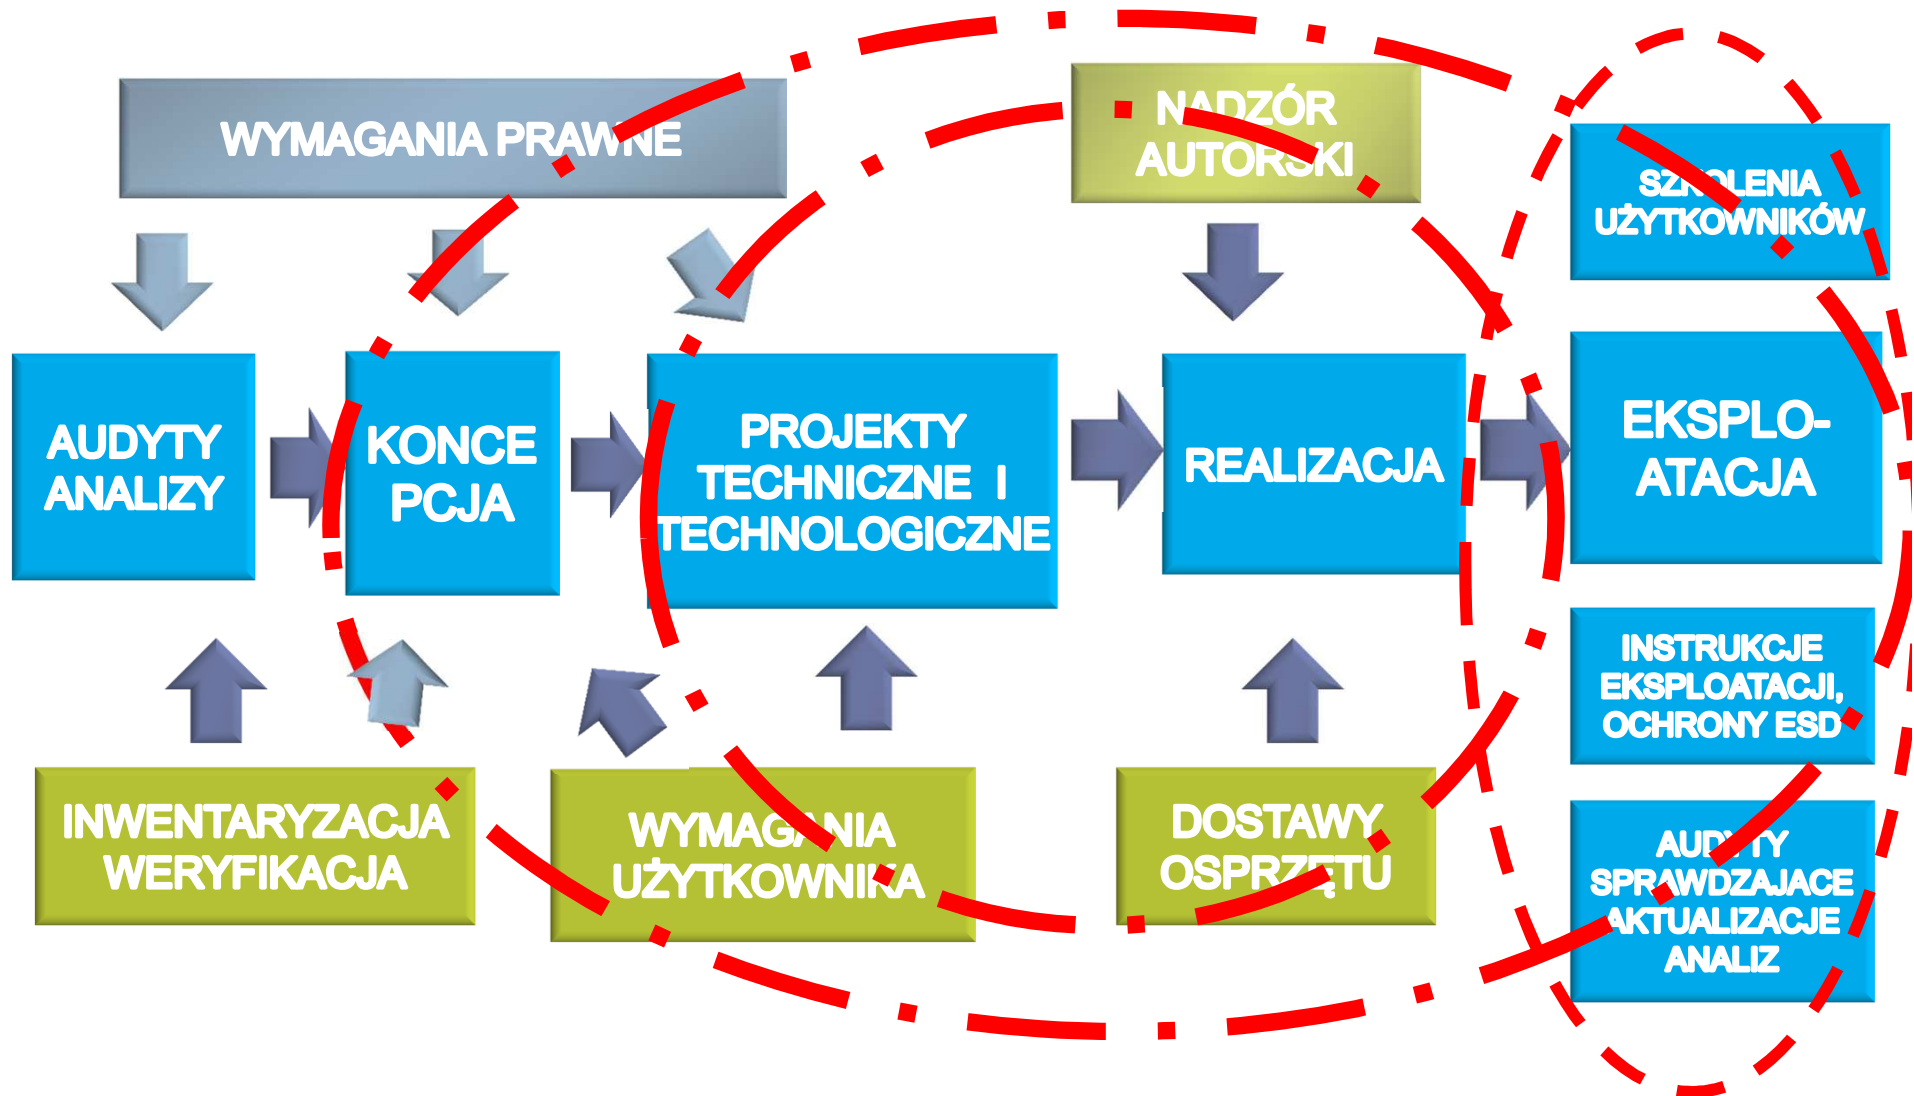 WYMAGANIA PRAWNE
NADZÓR
AUTORSKI
SZKOLENIA
UŻYTKOWNIKÓW
AUDYTY
ANALIZY
KONCE
PCJA
PROJEKTY
TECHNICZNE I
TECHNOLOGICZNE
REALIZACJA
EKSPLO-
ATACJA
INSTRUKCJE
EKSPLOATACJI,
OCHRONY ESD
INWENTARYZACJA
WERYFIKACJA
WYMAGANIA
UŻYTKOWNIKA
DOSTAWY
OSPRZĘTU
AUDYTY
SPRAWDZAJACE
AKTUALIZACJE
ANALIZ